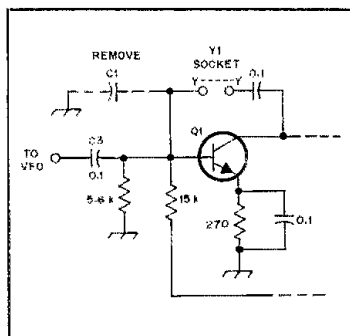 REMOVE
C1
Y1
SOCKET
Y Y
0.1
Q1
TO
VFO
C3
0.1
5.6 k
15 k
270
0.1